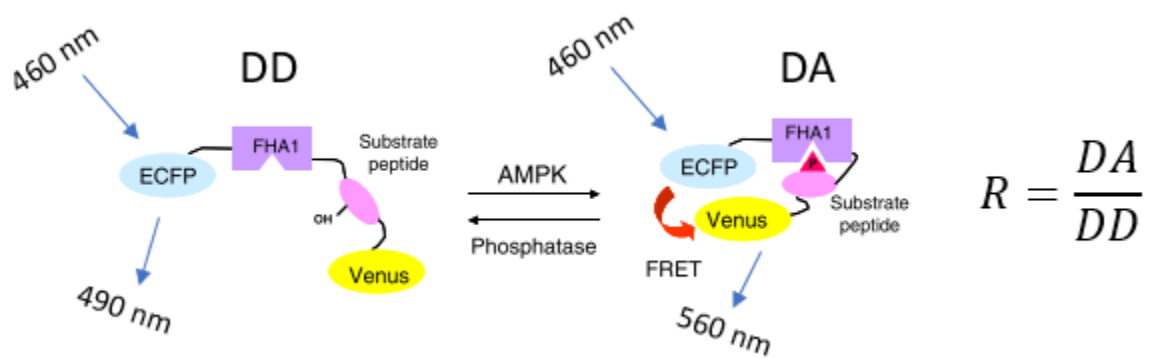 460 nm
DD
ECFP
FHA1
Substrate
peptide
OH
Venus
490 nm
AMPK
Phosphatase
460 nm
DA
ECFP
FHA1
P
Substrate
peptide
Venus
FRET
560 nm
R = DA/DD